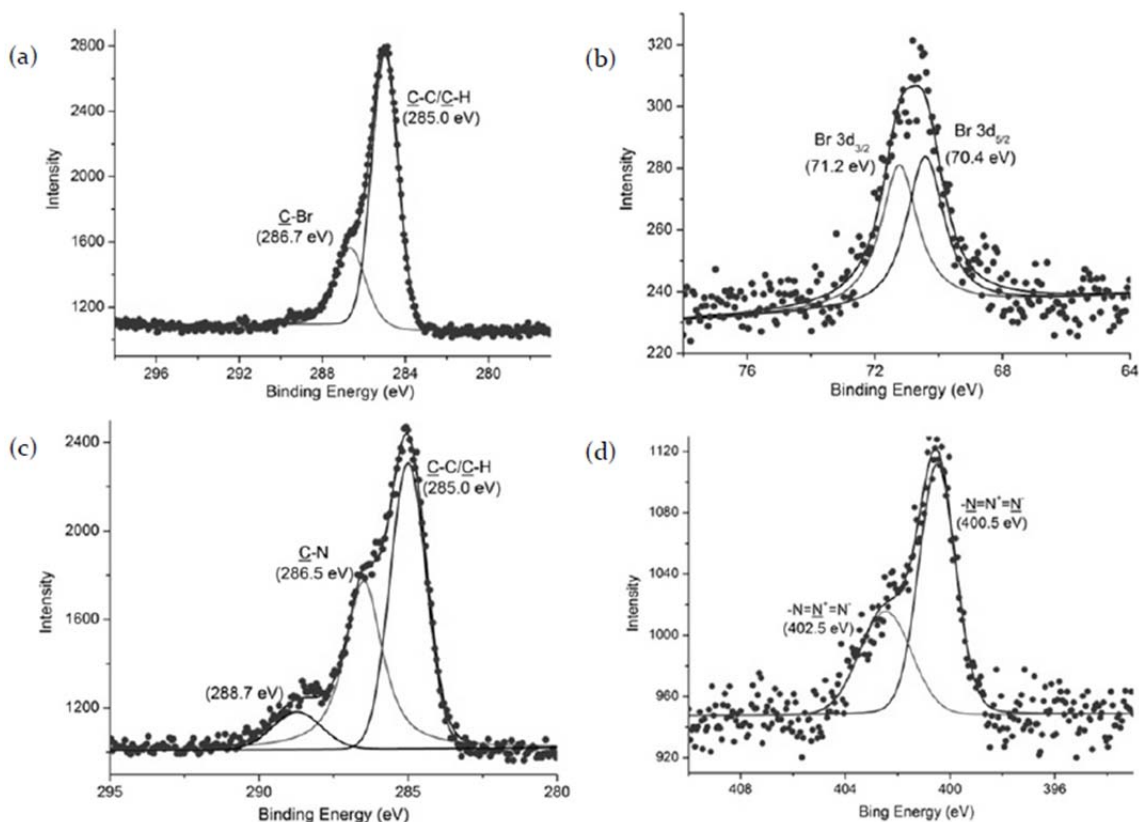 (a)
2800
2400
2000
1600
1200
Intensity
C-C/C-H
(285.0 eV)
C-Br
(286.7 eV)
296
292
288
284
280
Binding Energy (eV)
(b)
320
300
280
260
240
220
Intensity
Br 3d3/2
(71.2 eV)
Br 3d5/2
(70.4 eV)
76
72
68
64
Binding Energy (eV)
(c)
2400
2000
1600
1200
Intensity
C-C/C-H
(285.0 eV)
C-N
(286.5 eV)
(288.7 eV)
295
290
285
280
Binding Energy (eV)
(d)
1120
1080
1040
1000
960
920
Intensity
-N=N⁺=N⁻
(400.5 eV)
-N=N⁺=N⁻
(402.5 eV)
408
404
400
396
Bing Energy (eV)